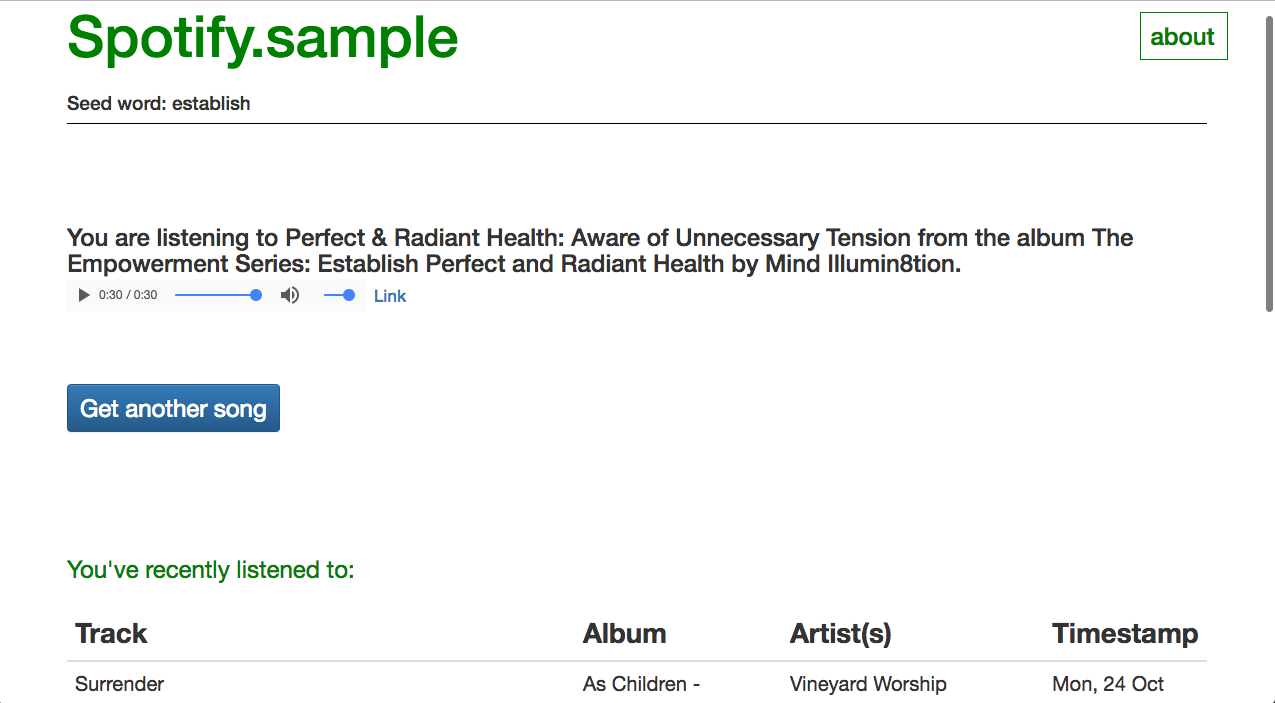 Spotify.sample
about
Seed word: establish
You are listening to Perfect & Radiant Health: Aware of Unnecessary Tension from the album The
Empowerment Series: Establish Perfect and Radiant Health by Mind Illumin8tion.
0:30 / 0:30
Link
Get another song
You've recently listened to:
Track Album Artist(s) Timestamp
Surrender As Children - Vineyard Worship Mon, 24 Oct